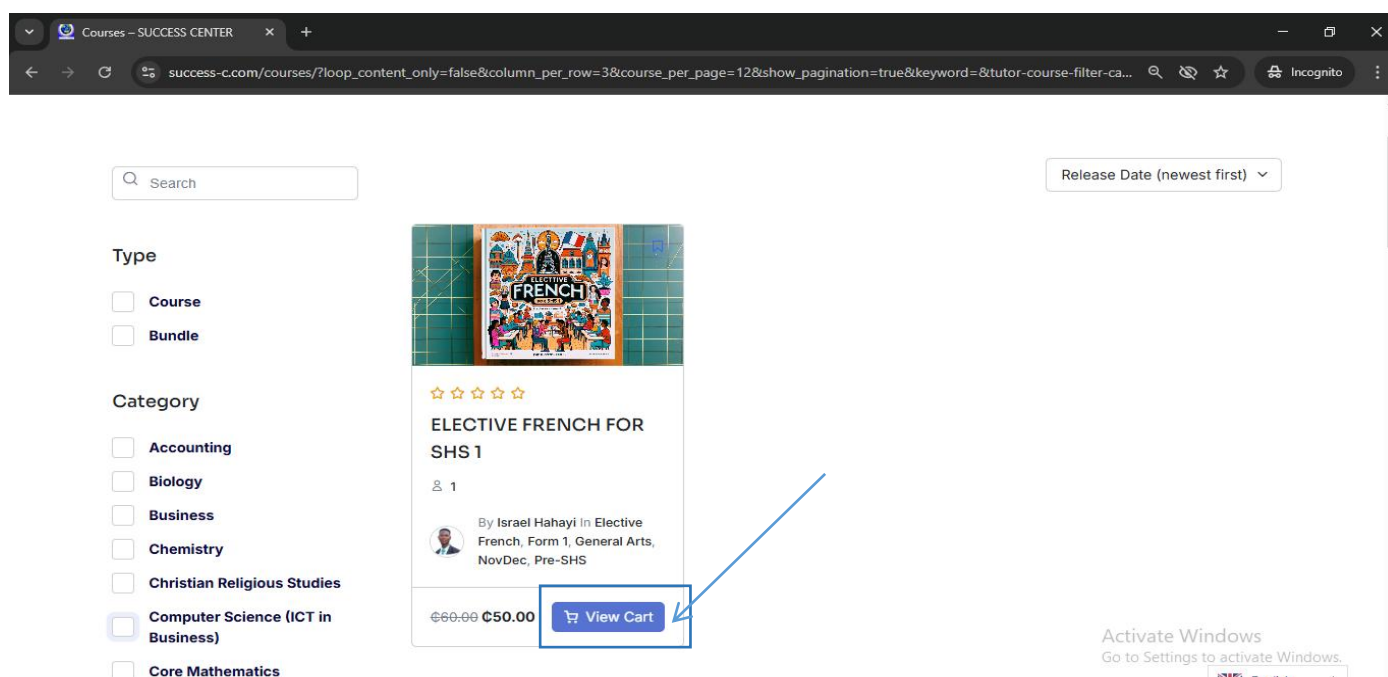 Courses – SUCCESS CENTER
success-c.com/courses/?loop_content_only=false&column_per_row=3&course_per_page=12&show_pagination=true&keyword=&tutor-course-filter-ca...
Incognito
Search
Release Date (newest first)
Type
Course
Bundle
Category
Accounting
Biology
Business
Chemistry
Christian Religious Studies
Computer Science (ICT in
Business)
Core Mathematics
ELECTTIVE
FRENCH
ELECTIVE FRENCH FOR
SHS 1
1
By Israel Hahayi In Elective
French, Form 1, General Arts,
NovDec, Pre-SHS
₵60.00 ₵50.00 View Cart
Activate Windows
Go to Settings to activate Windows.